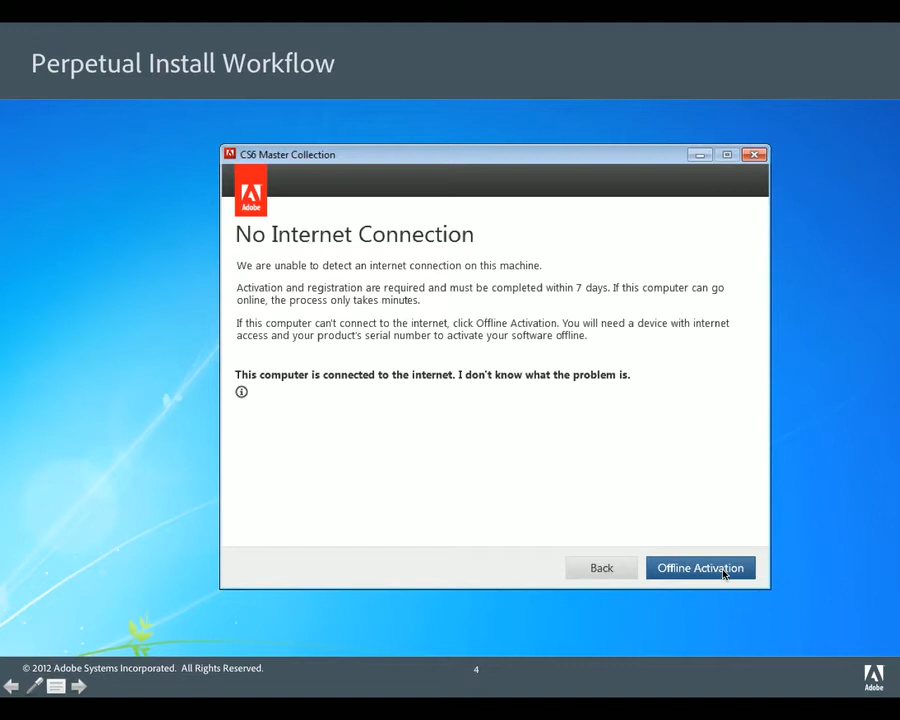 Perpetual Install Workflow
CS6 Master Collection
Adobe
No Internet Connection
We are unable to detect an internet connection on this machine.
Activation and registration are required and must be completed within 7 days. If this computer can go
online, the process only takes minutes.
If this computer can't connect to the internet, click Offline Activation. You will need a device with internet
access and your product's serial number to activate your software offline.
This computer is connected to the internet. I don't know what the problem is.
Back
Offline Activation
© 2012 Adobe Systems Incorporated. All Rights Reserved.
4
Adobe